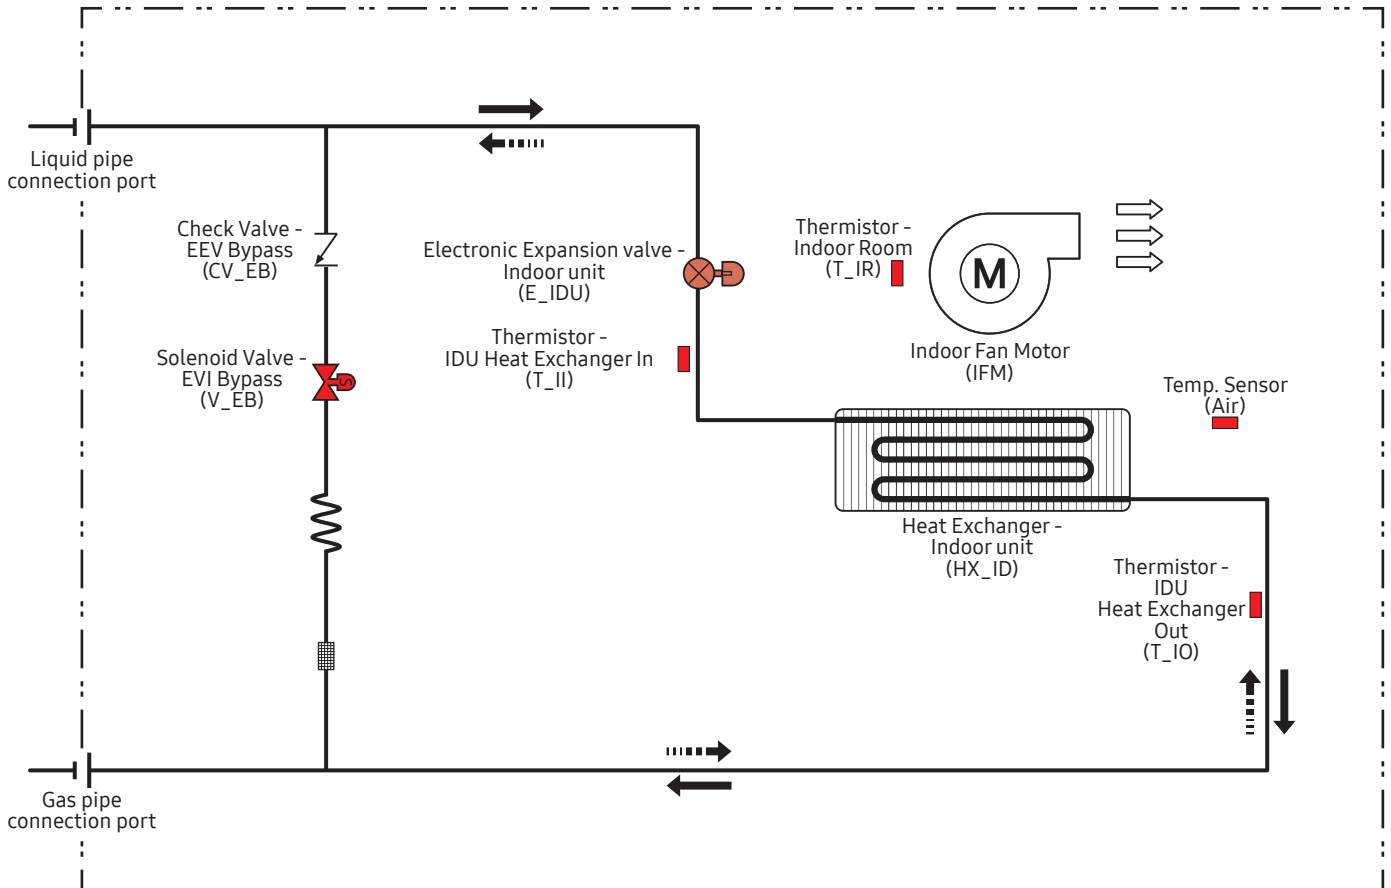 Liquid pipe
connection port
Check Valve -
EEV Bypass
(CV_EB)
Electronic Expansion valve -
Indoor unit
(E_IDU)
Thermistor -
Indoor Room
(T_IR)
M
Indoor Fan Motor
(IFM)
Thermistor -
IDU Heat Exchanger In
(T_II)
Solenoid Valve -
EVI Bypass
(V_EB)
S
Temp. Sensor
(Air)
Heat Exchanger -
Indoor unit
(HX_ID)
Thermistor -
IDU
Heat Exchanger
Out
(T_IO)
Gas pipe
connection port